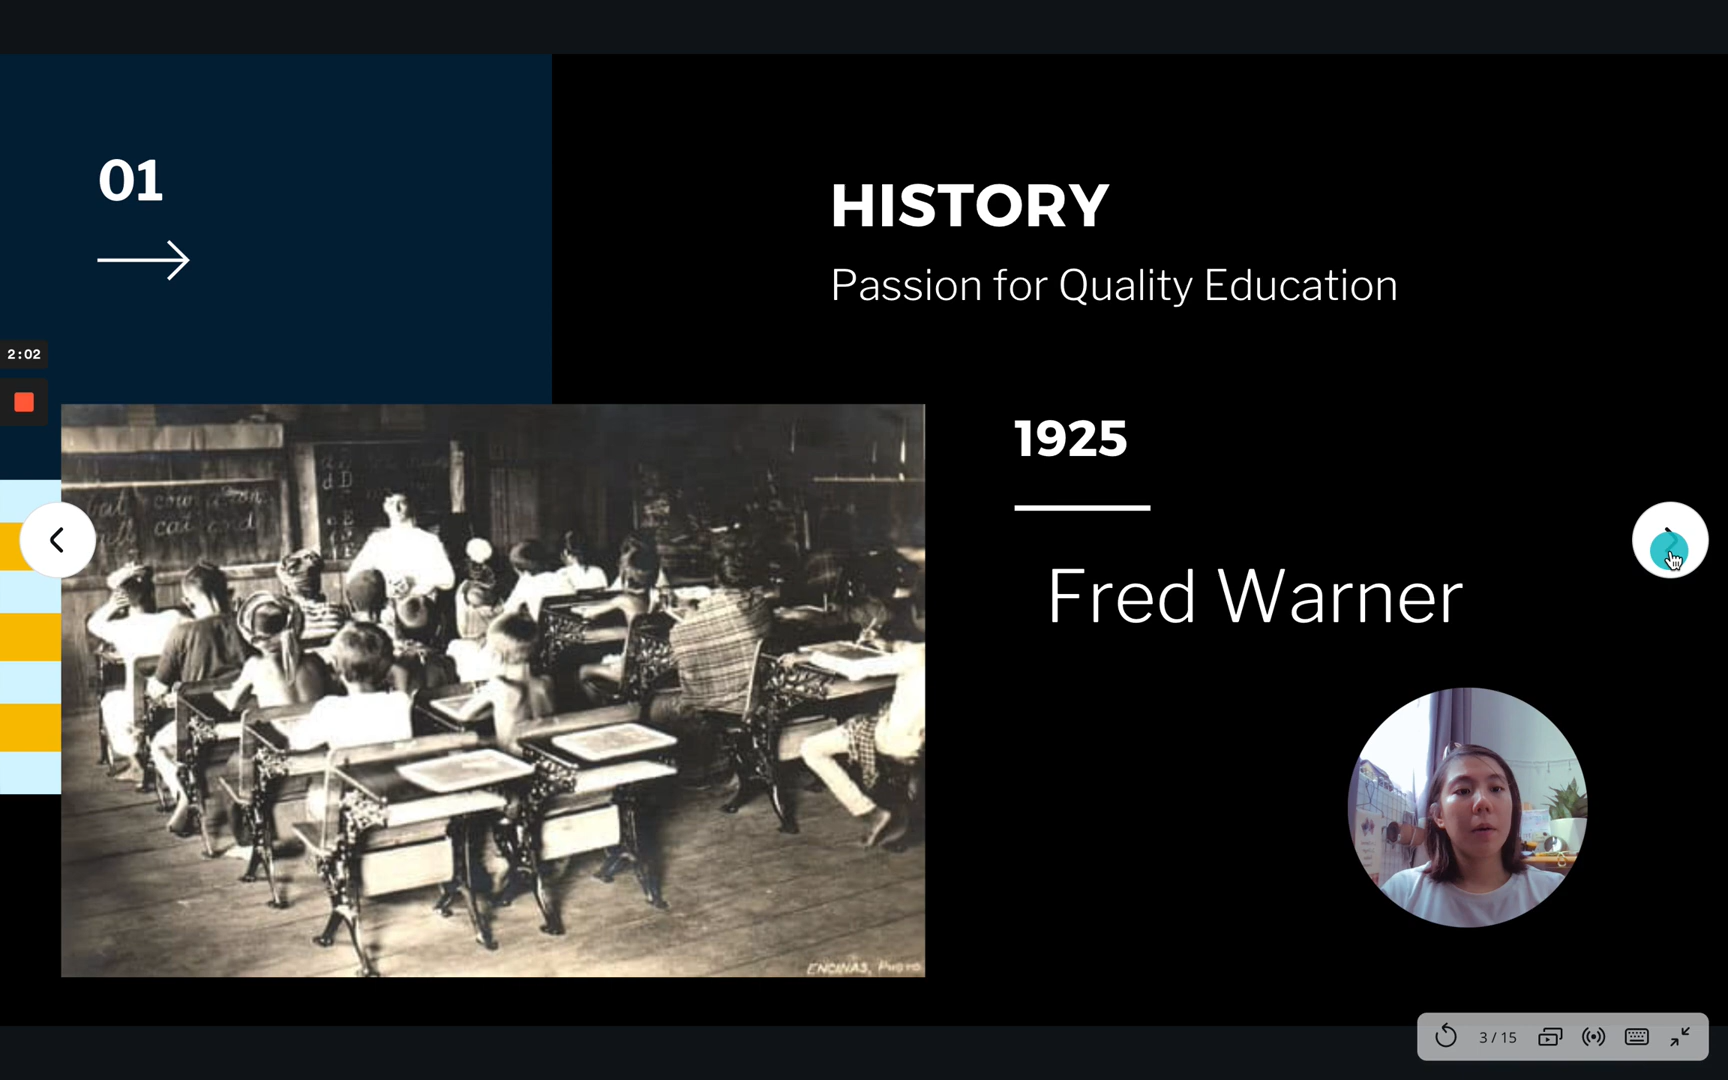 01
HISTORY
Passion for Quality Education
2:02
1925
Fred Warner
ENCINAS, PHOTO
3 / 15